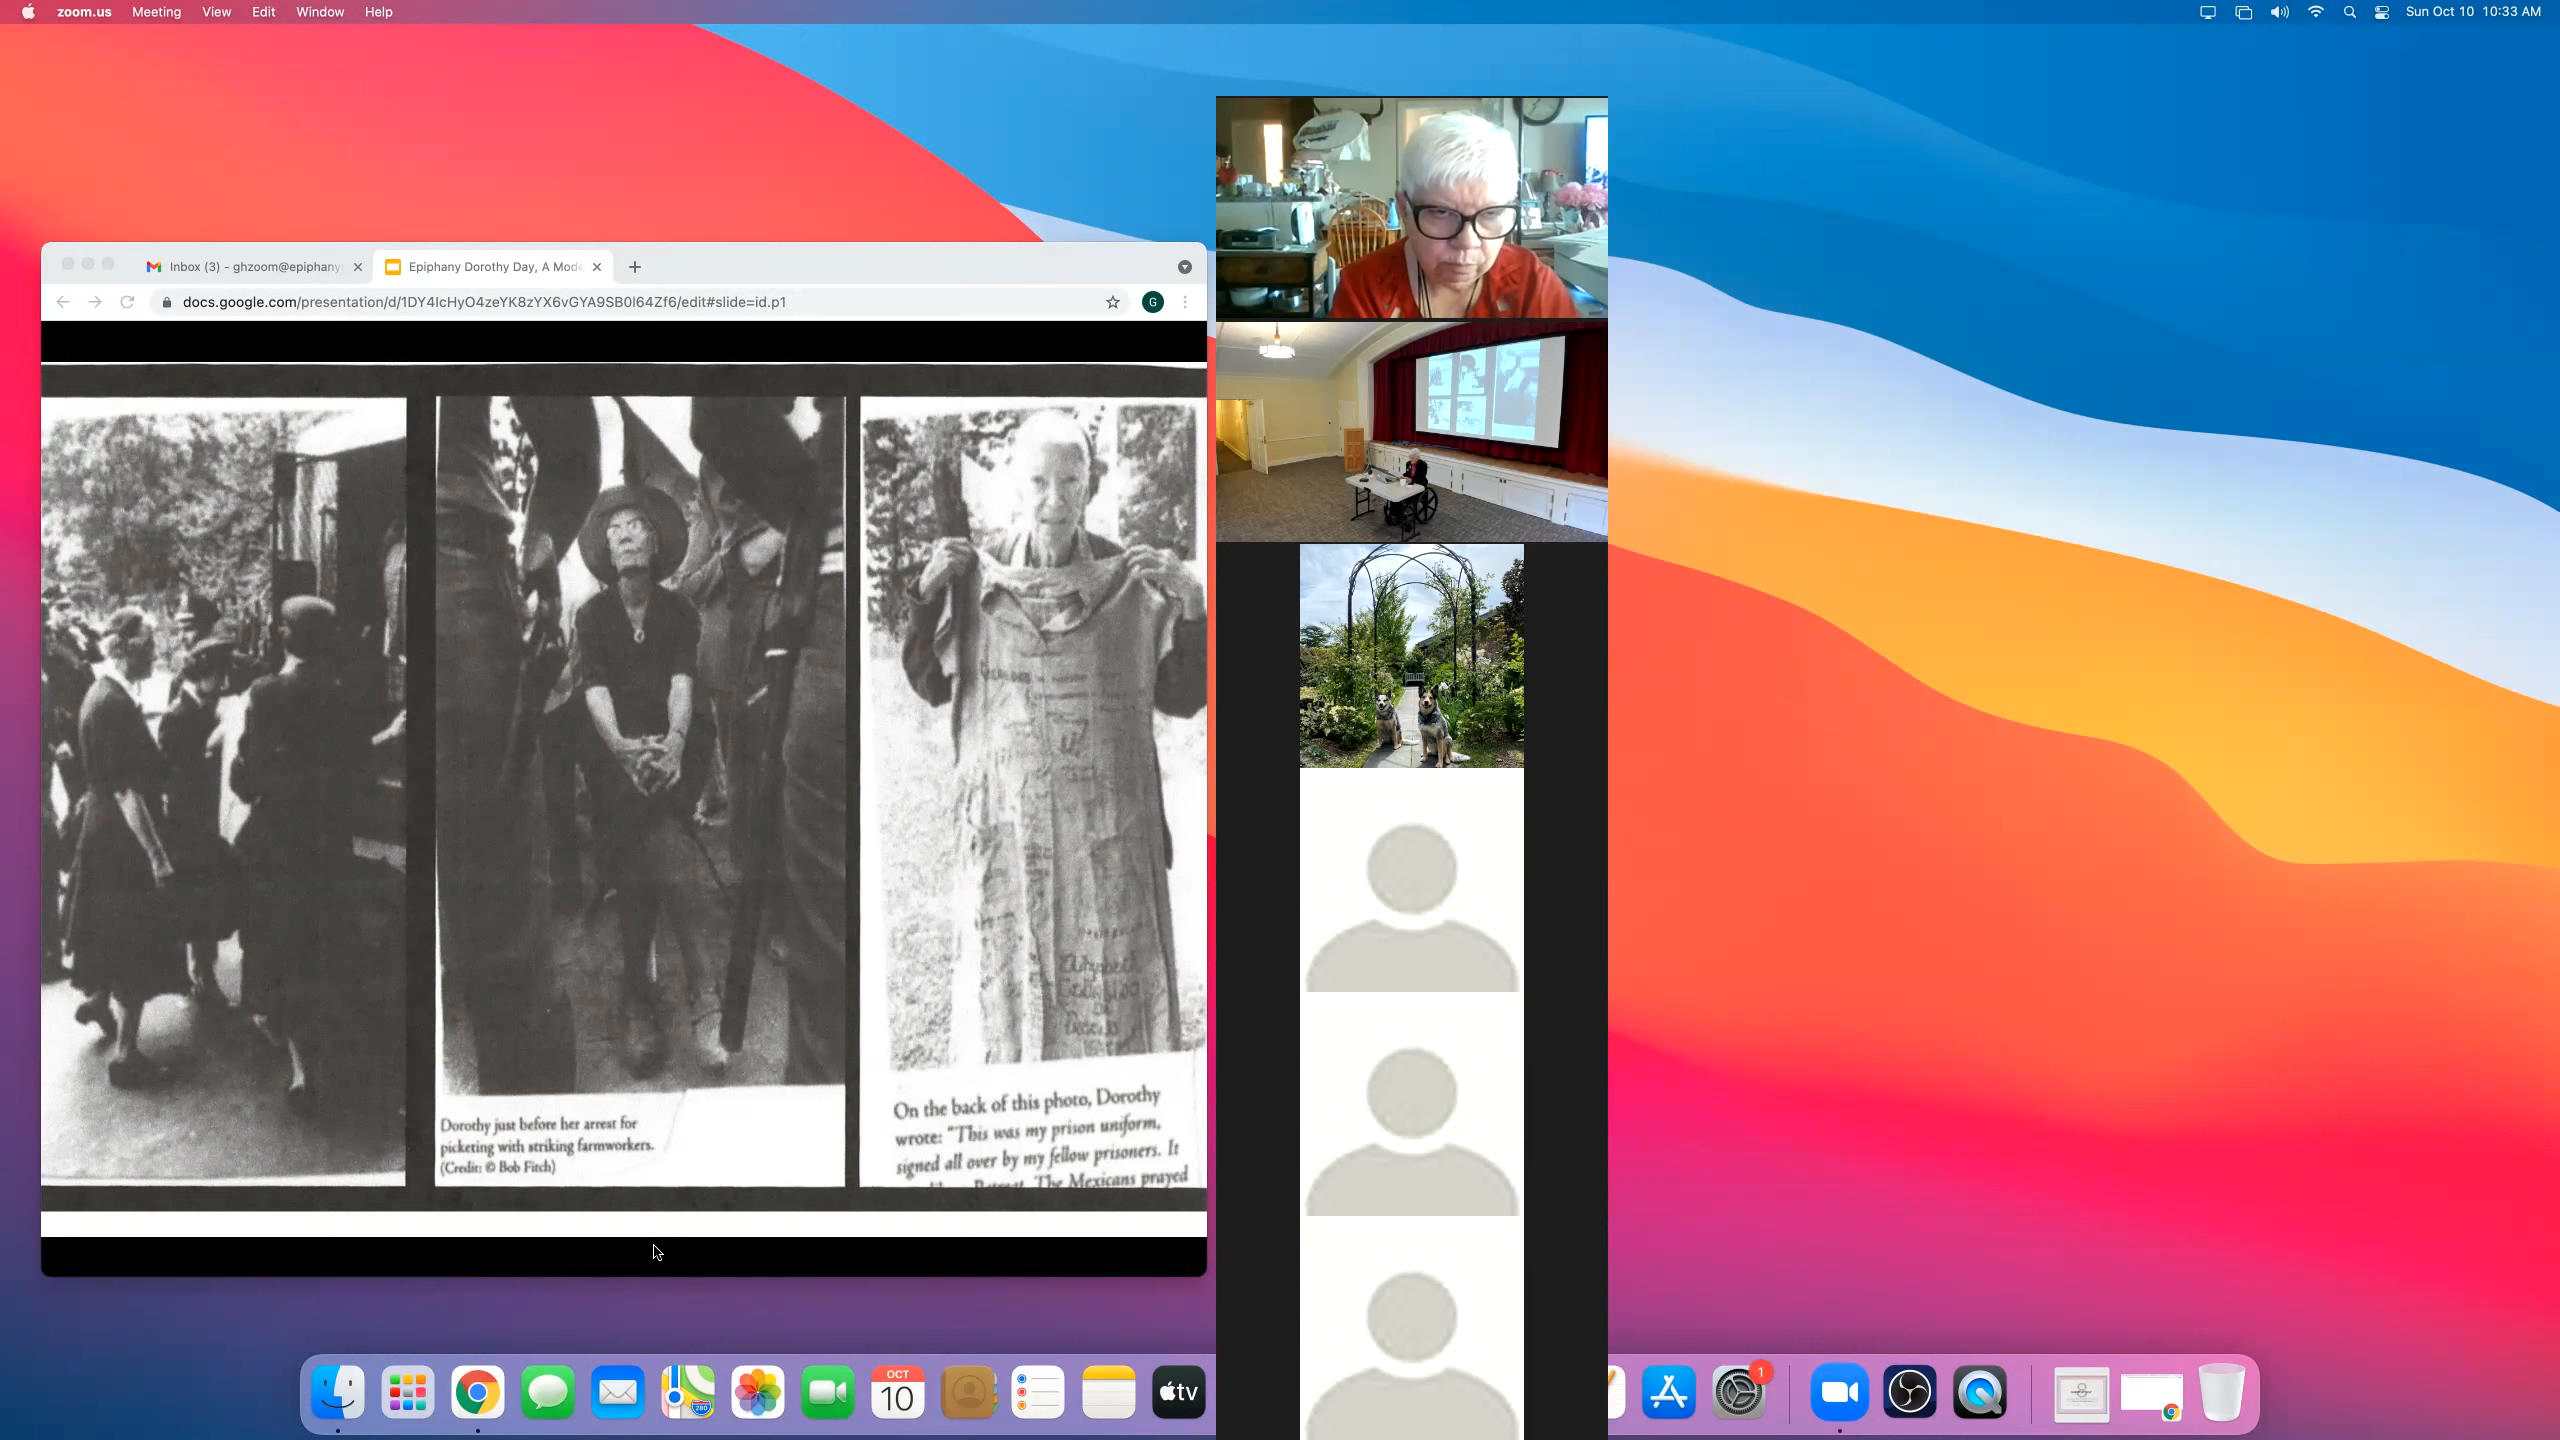 zoom.us Meeting View Edit Window Help
Sun Oct 10 10:33 AM
Inbox (3) - ghzoom@epiphany
Epiphany Dorothy Day, A Mode
docs.google.com/presentation/d/1DY4IcHyO4zeYK8zYX6vGYA9SB0I64Zf6/edit#slide=id.p1
G
Dorothy just before her arrest for
picketing with striking farmworkers.
(Credit: © Bob Fitch)
On the back of this photo, Dorothy
wrote: "This was my prison uniform,
signed all over by my fellow prisoners. It
Retreat. The Mexicans prayed
OCT
10
280
tv
1